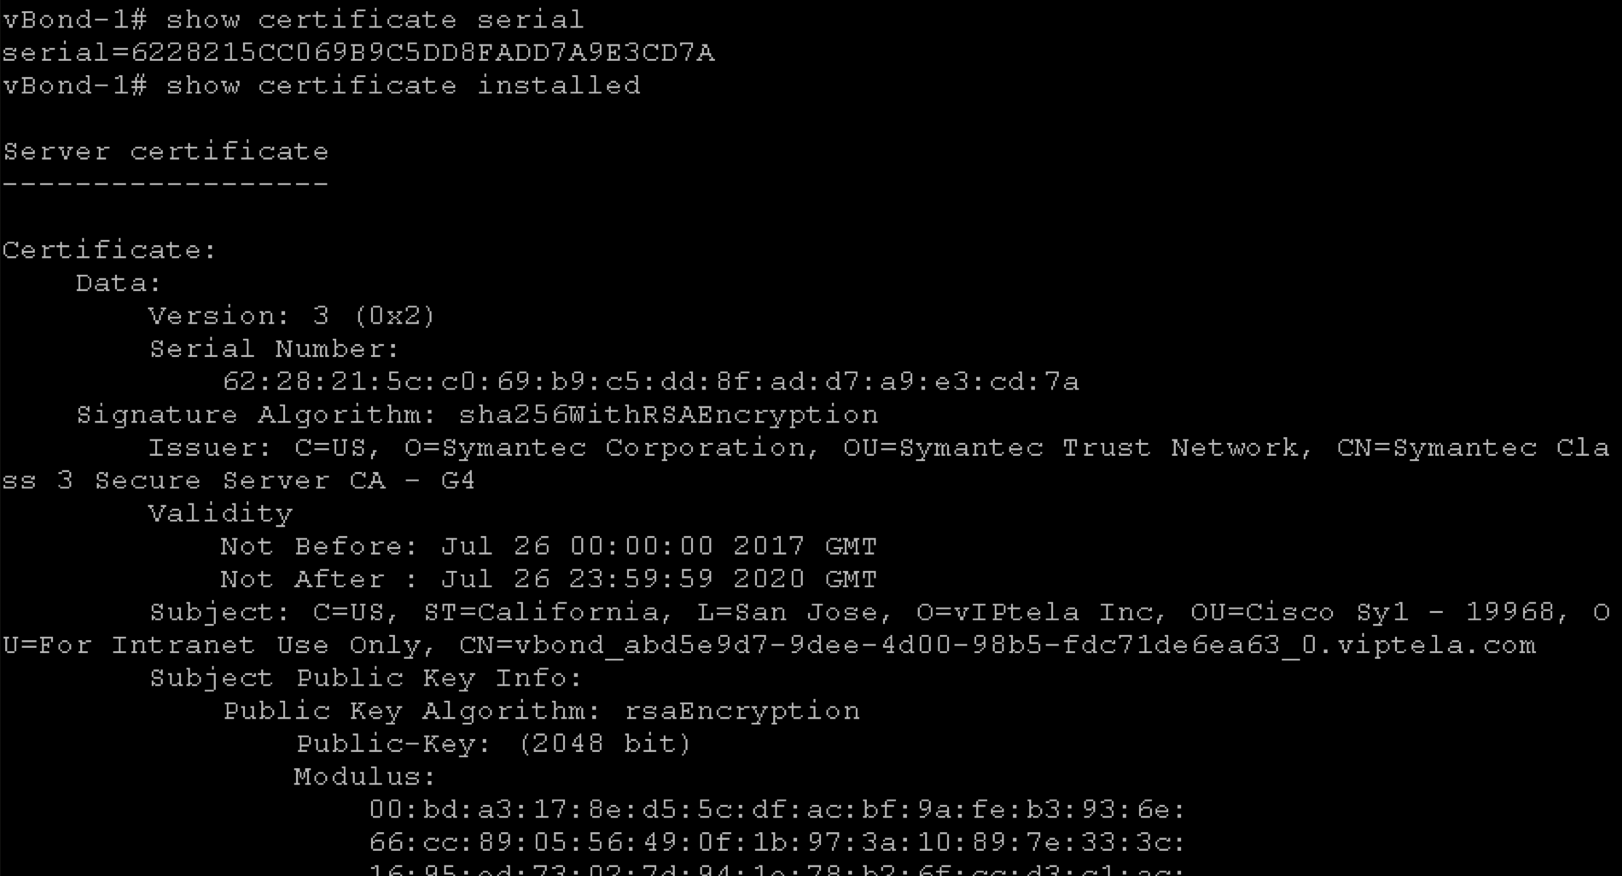 vBond-1# show certificate serial
serial=6228215CC069B9C5DD8FADD7A9E3CD7A
vBond-1# show certificate installed
Server certificate
------------------
Certificate:
Data:
Version: 3 (0x2)
Serial Number:
62:28:21:5c:c0:69:b9:c5:dd:8f:ad:d7:a9:e3:cd:7a
Signature Algorithm: sha256WithRSAEncryption
Issuer: C=US, O=Symantec Corporation, OU=Symantec Trust Network, CN=Symantec Cla
ss 3 Secure Server CA - G4
Validity
Not Before: Jul 26 00:00:00 2017 GMT
Not After : Jul 26 23:59:59 2020 GMT
Subject: C=US, ST=California, L=San Jose, O=vIPtela Inc, OU=Cisco Sy1 - 19968, O
U=For Intranet Use Only, CN=vbond_abd5e9d7-9dee-4d00-98b5-fdc71de6ea63_0.viptela.com
Subject Public Key Info:
Public Key Algorithm: rsaEncryption
Public-Key: (2048 bit)
Modulus:
00:bd:a3:17:8e:d5:5c:df:ac:bf:9a:fe:b3:93:6e:
66:cc:89:05:56:49:0f:1b:97:3a:10:89:7e:33:3c: